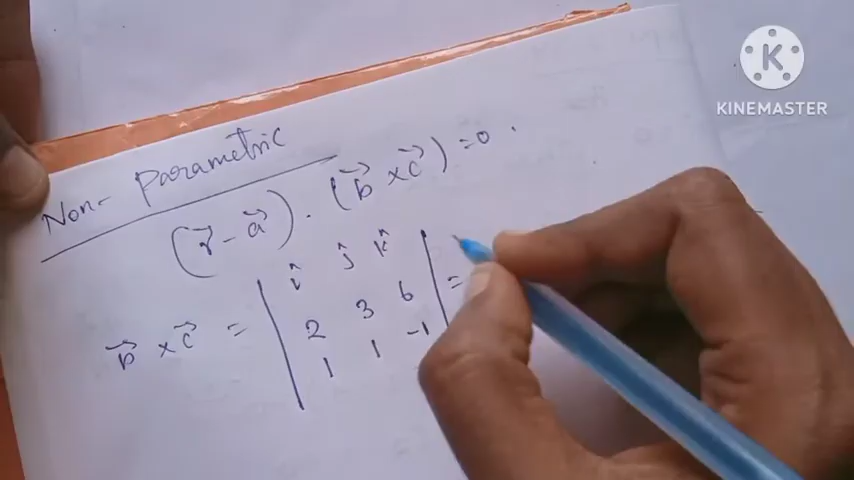 Non- Parametric
(r⃗ - a⃗) . (b⃗ × c⃗) = 0 .
b⃗ × c⃗ = | î ĵ k̂ | =
2 3 6
1 1 -1
K
KINEMASTER